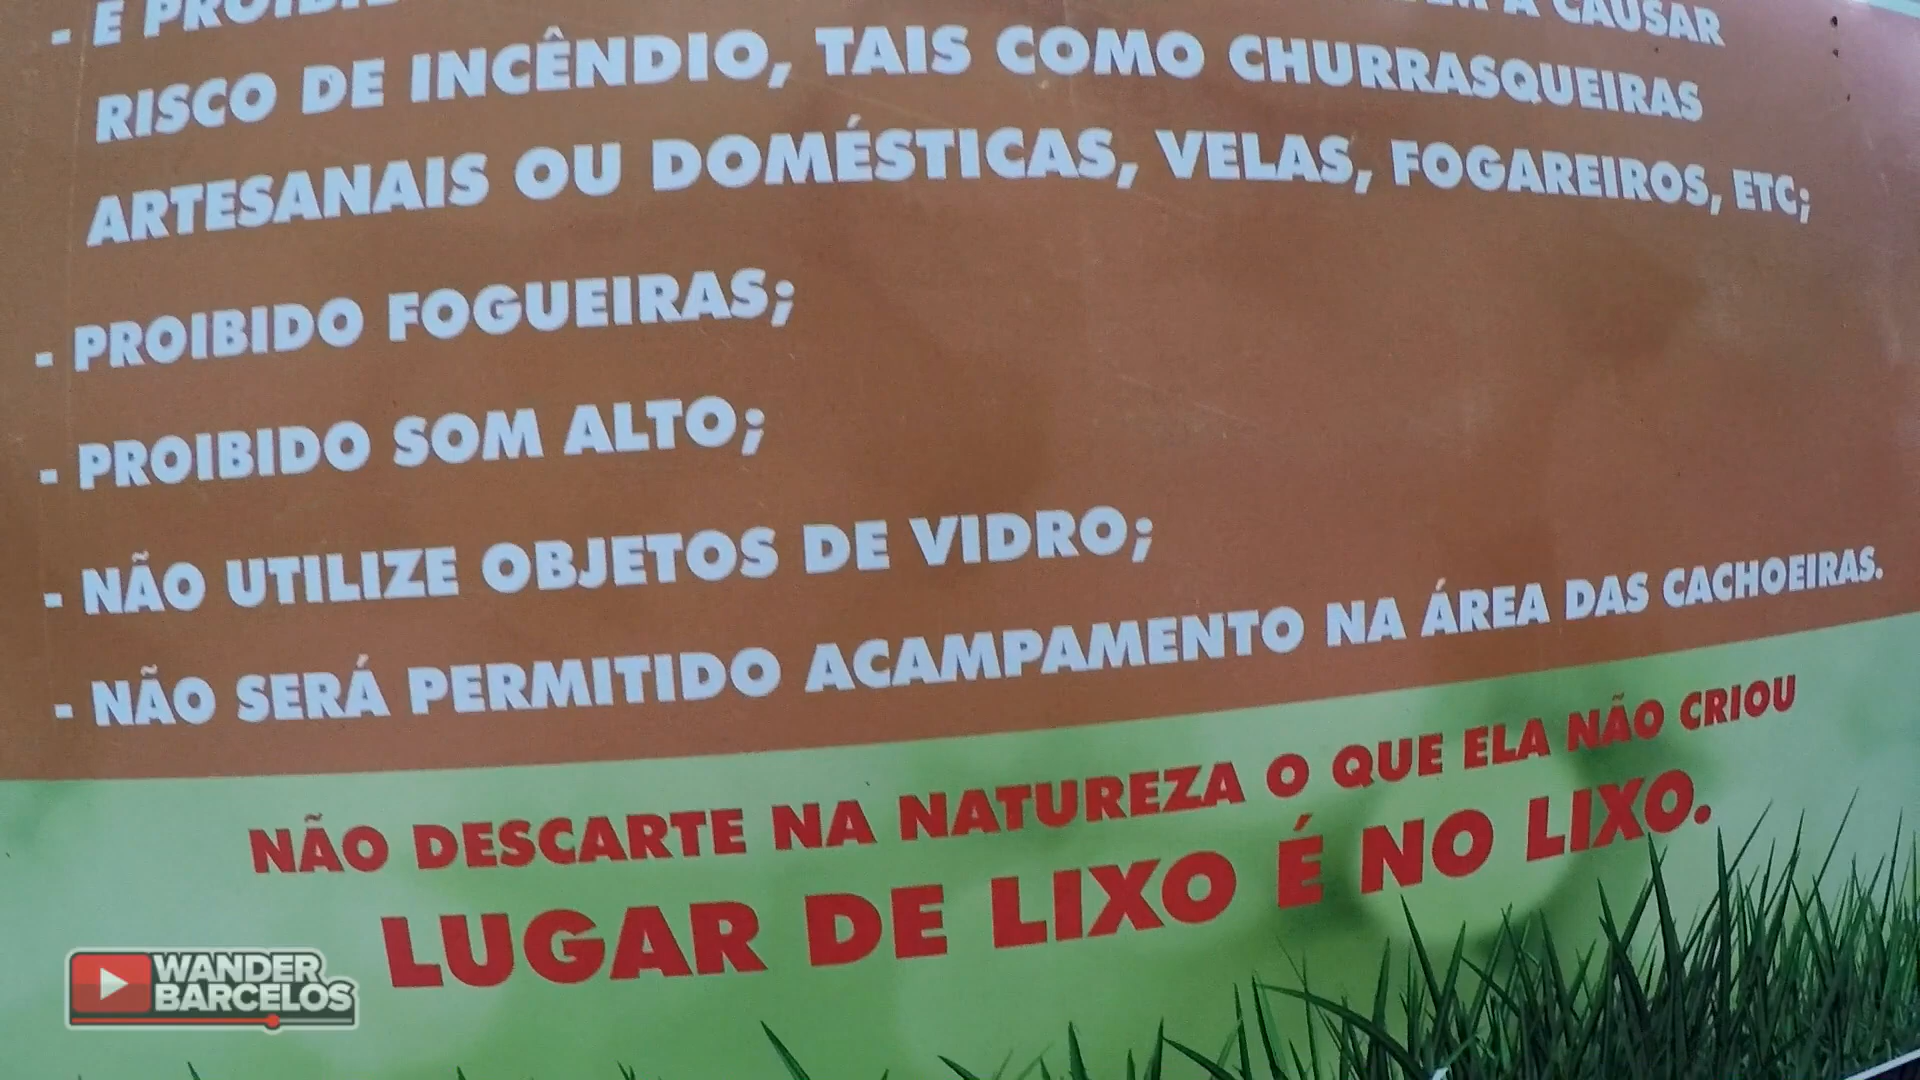 - É
A CAUSAR
RISCO DE INCÊNDIO, TAIS COMO CHURRASQUEIRAS
ARTESANAIS OU DOMÉSTICAS, VELAS, FOGAREIROS, ETC;
- PROIBIDO FOGUEIRAS;
- PROIBIDO SOM ALTO;
- NÃO UTILIZE OBJETOS DE VIDRO;
- NÃO SERÁ PERMITIDO ACAMPAMENTO NA ÁREA DAS CACHOEIRAS.
NÃO DESCARTE NA NATUREZA O QUE ELA NÃO CRIOU
LUGAR DE LIXO É NO LIXO.
WANDER
BARCELOS